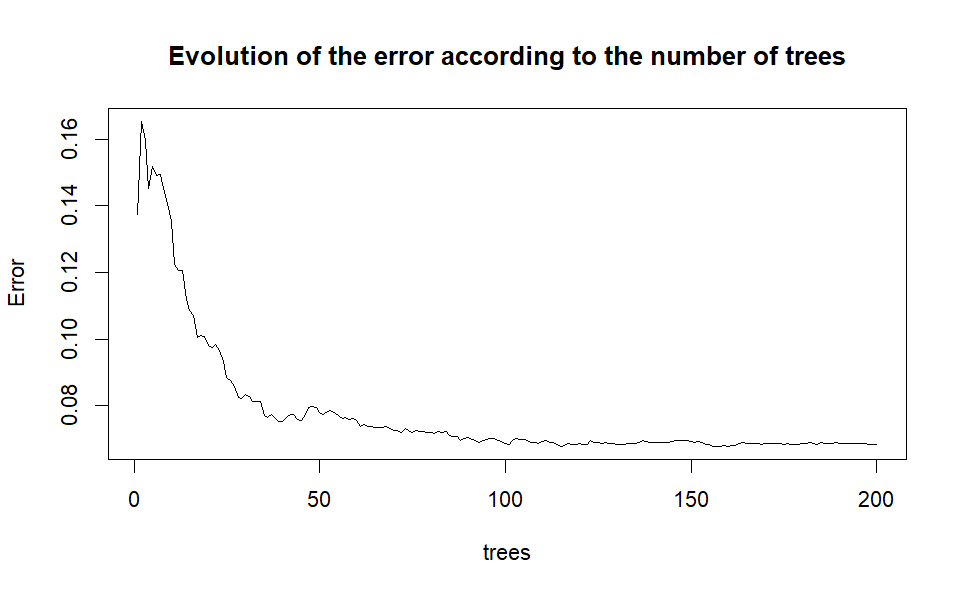 Evolution of the error according to the number of trees
Error
0.16
0.14
0.12
0.10
0.08
0 50 100 150 200
trees